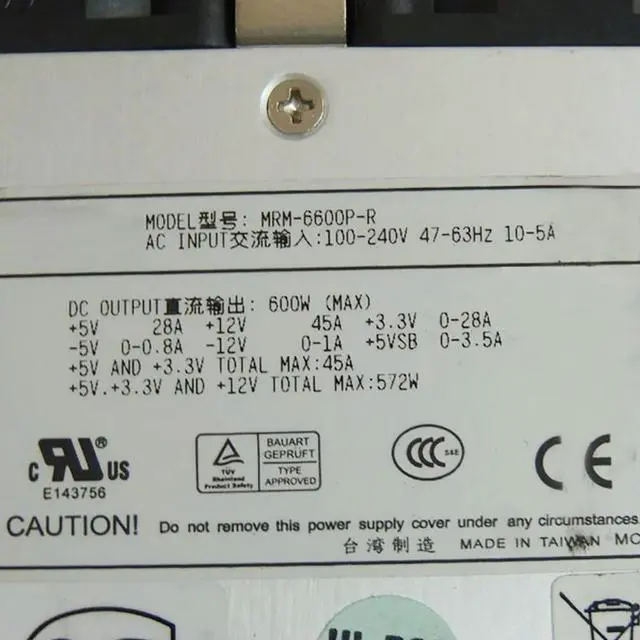 MODEL型号: MRM-6600P-R
AC INPUT交流输入:100-240V 47-63Hz 10-5A
DC OUTPUT直流输出: 600W (MAX)
+5V 28A +12V 45A +3.3V 0-28A
-5V 0-0.8A -12V 0-1A +5VSB 0-3.5A
+5V AND +3.3V TOTAL MAX:45A
+5V.+3.3V AND +12V TOTAL MAX:572W
c RU® US
E143756
TÜV
Rheinland
Product Safety
BAUART
GEPRÜFT
TYPE
APPROVED
CCC S&E
CE
CAUTION! Do not remove this power supply cover under any circumstances.
台湾制造 MADE IN TAIWAN